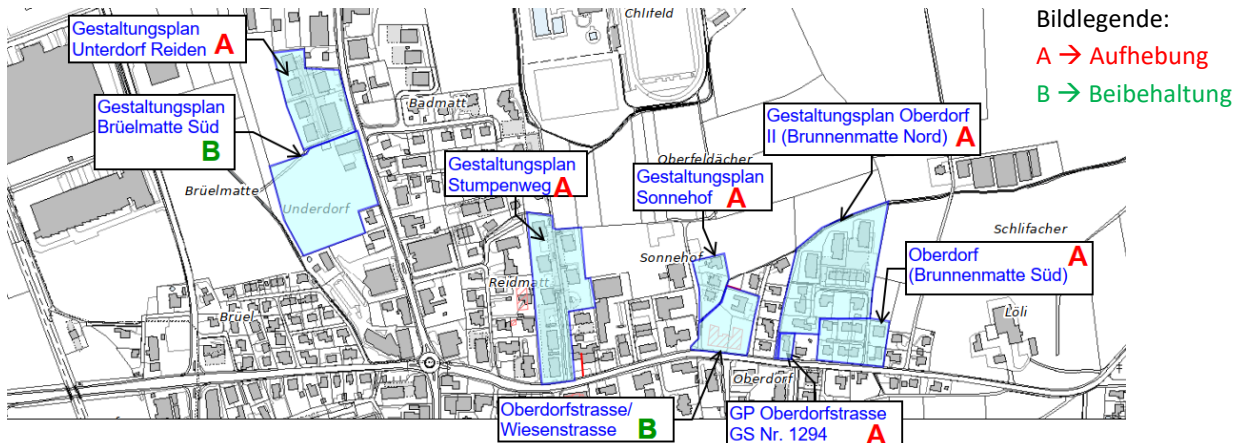 Chlifeld
Bildlegende:
A → Aufhebung
B → Beibehaltung
Gestaltungsplan
Unterdorf Reiden A
Gestaltungsplan
Brüelmatte Süd
B
Badmatt
Gestaltungsplan
Stumpenweg A
Oberfeldächer
Gestaltungsplan
Sonnehof A
Gestaltungsplan Oberdorf
II (Brunnenmatte Nord) A
Brüelmatte
Underdorf
Schlifacher
Sonnehof
Oberdorf A
(Brunnenmatte Süd)
Reidmatt
Brüel
Löli
Oberdorf
Oberdorfstrasse/
Wiesenstrasse B
GP Oberdorfstrasse
GS Nr. 1294 A